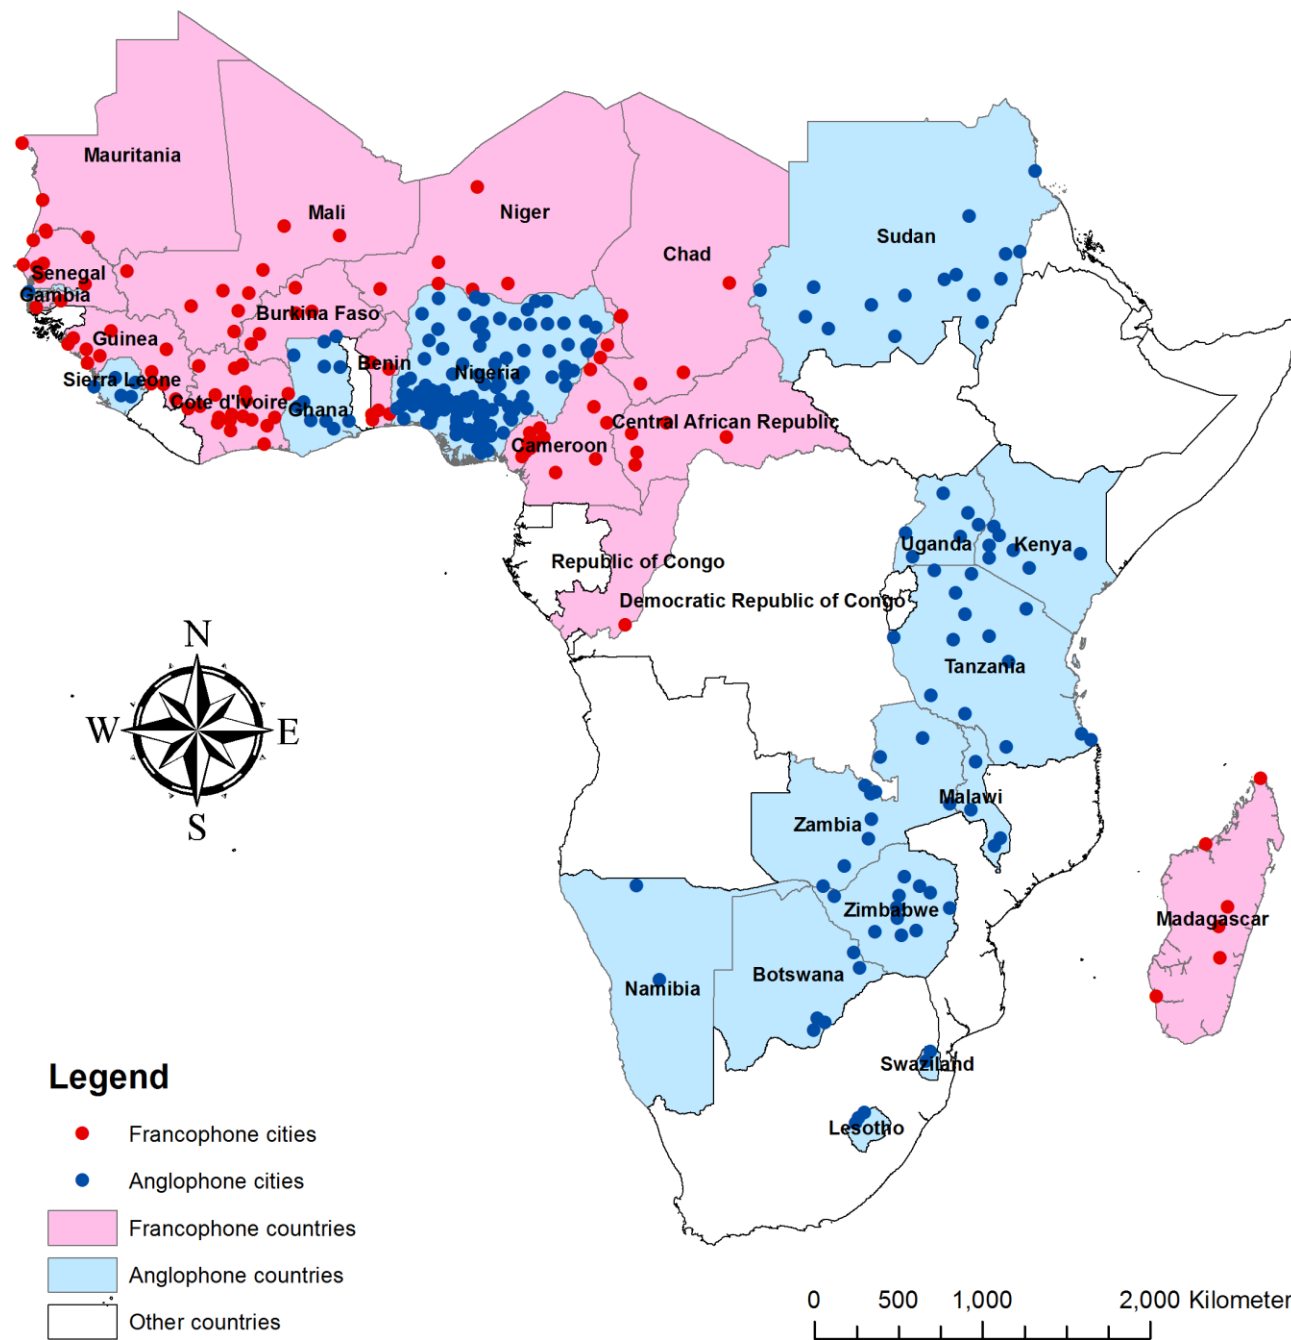 Mauritania
Mali
Niger
Chad
Sudan
Senegal
Gambia
Burkina Faso
Guinea
Benin
Nigeria
Sierra Leone
Cote d'Ivoire
Ghana
Central African Republic
Cameroon
Uganda
Kenya
Republic of Congo
Democratic Republic of Congo
Tanzania
N
W
E
S
Malawi
Zambia
Zimbabwe
Madagascar
Botswana
Namibia
Swaziland
Lesotho
Legend
Francophone cities
Anglophone cities
Francophone countries
Anglophone countries
Other countries
0 500 1,000 2,000 Kilometer